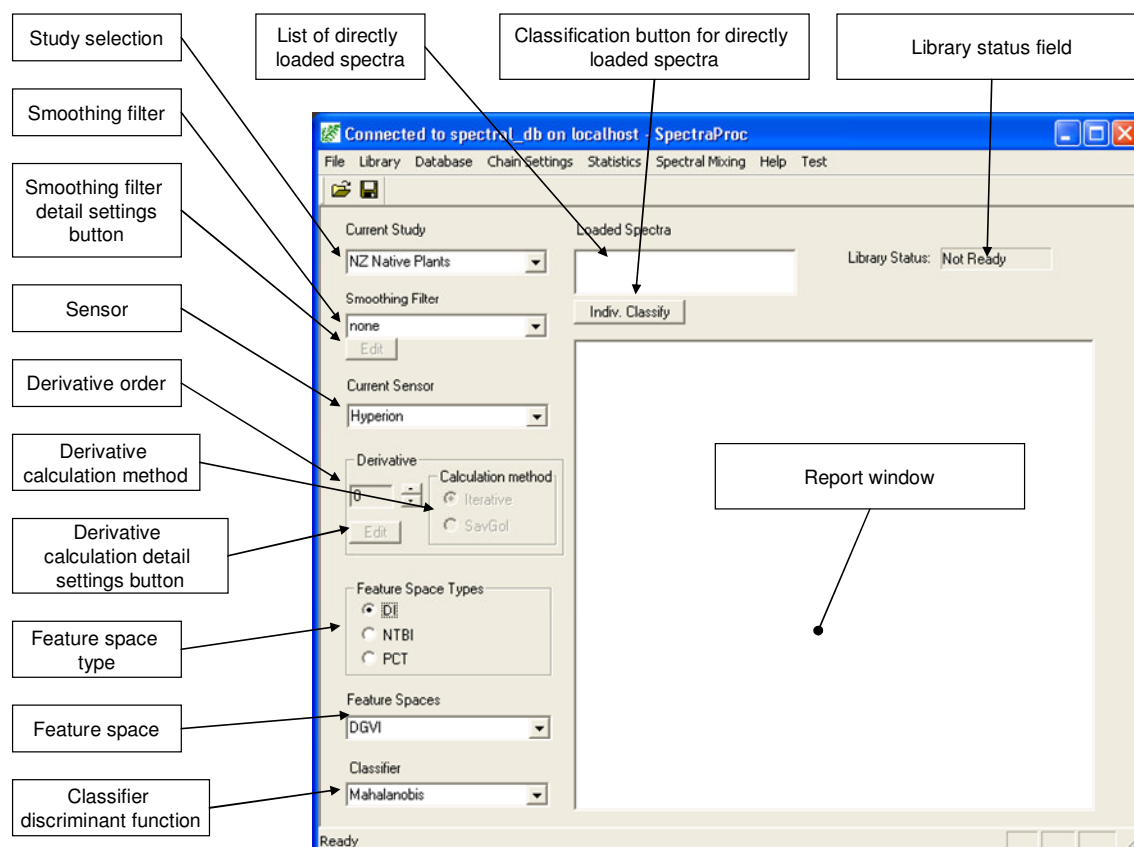 Study selection
List of directly
loaded spectra
Classification button for directly
loaded spectra
Library status field
Smoothing filter
Smoothing filter
detail settings
button
Sensor
Derivative order
Derivative
calculation method
Derivative
calculation detail
settings button
Feature space
type
Feature space
Classifier
discriminant function
Connected to spectral_db on localhost - SpectraProc
File Library Database Chain Settings Statistics Spectral Mixing Help Test
Current Study
NZ Native Plants
Smoothing Filter
none
Edit
Current Sensor
Hyperion
Derivative
0
Edit
Calculation method
Iterative
SavGol
Feature Space Types
DI
NTBI
PCT
Feature Spaces
DGVI
Classifier
Mahalanobis
Loaded Spectra
Indiv. Classify
Library Status: Not Ready
Report window
Ready